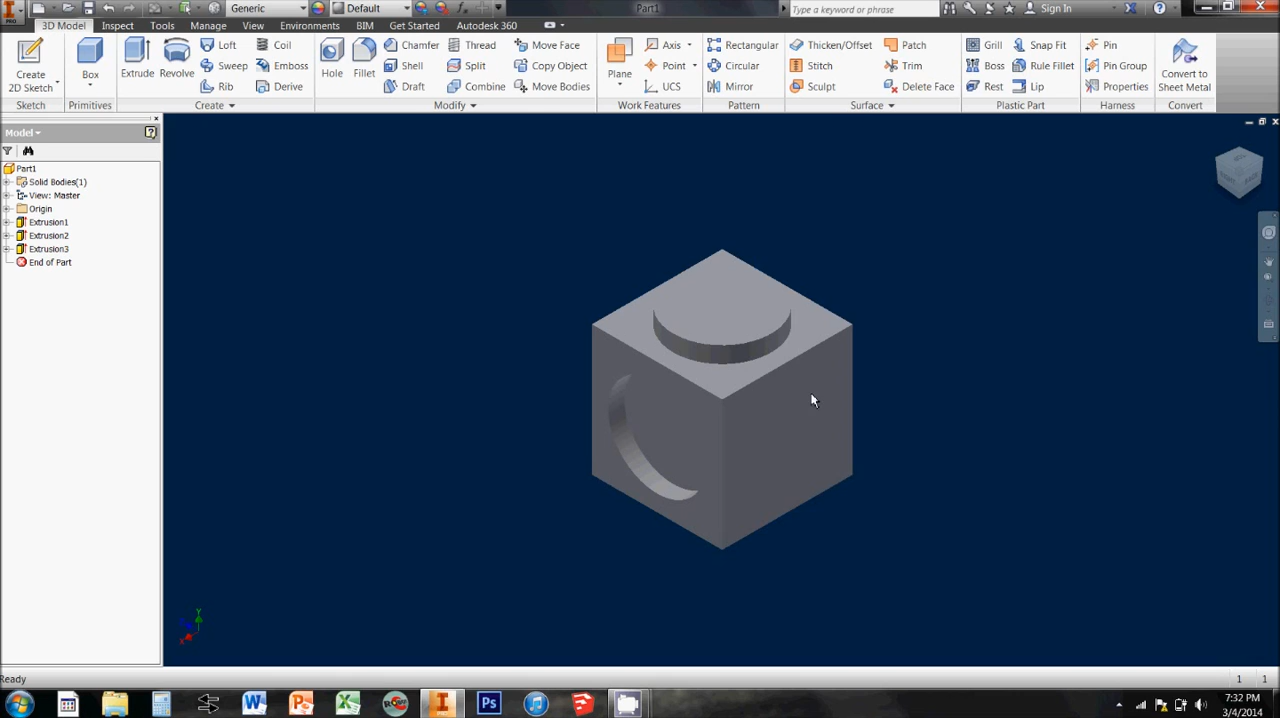 Generic Default Part1 Type a keyword or phrase Sign In
PRO 3D Model Inspect Tools Manage View Environments BIM Get Started Autodesk 360
Loft Coil Chamfer Thread Move Face Axis Rectangular Thicken/Offset Patch Grill Snap Fit Pin
Create 2D Sketch Box Extrude Revolve Sweep Emboss Hole Fillet Shell Split Copy Object Plane Point Circular Stitch Trim Boss Rule Fillet Pin Group Convert to Sheet Metal
Rib Derive Draft Combine Move Bodies UCS Mirror Sculpt Delete Face Rest Lip Properties
Sketch Primitives Create Modify Work Features Pattern Surface Plastic Part Harness Convert
Model
Part1
Solid Bodies(1)
View: Master
Origin
Extrusion1
Extrusion2
Extrusion3
End of Part
Y
X
Ready 1 1
7:32 PM
3/4/2014